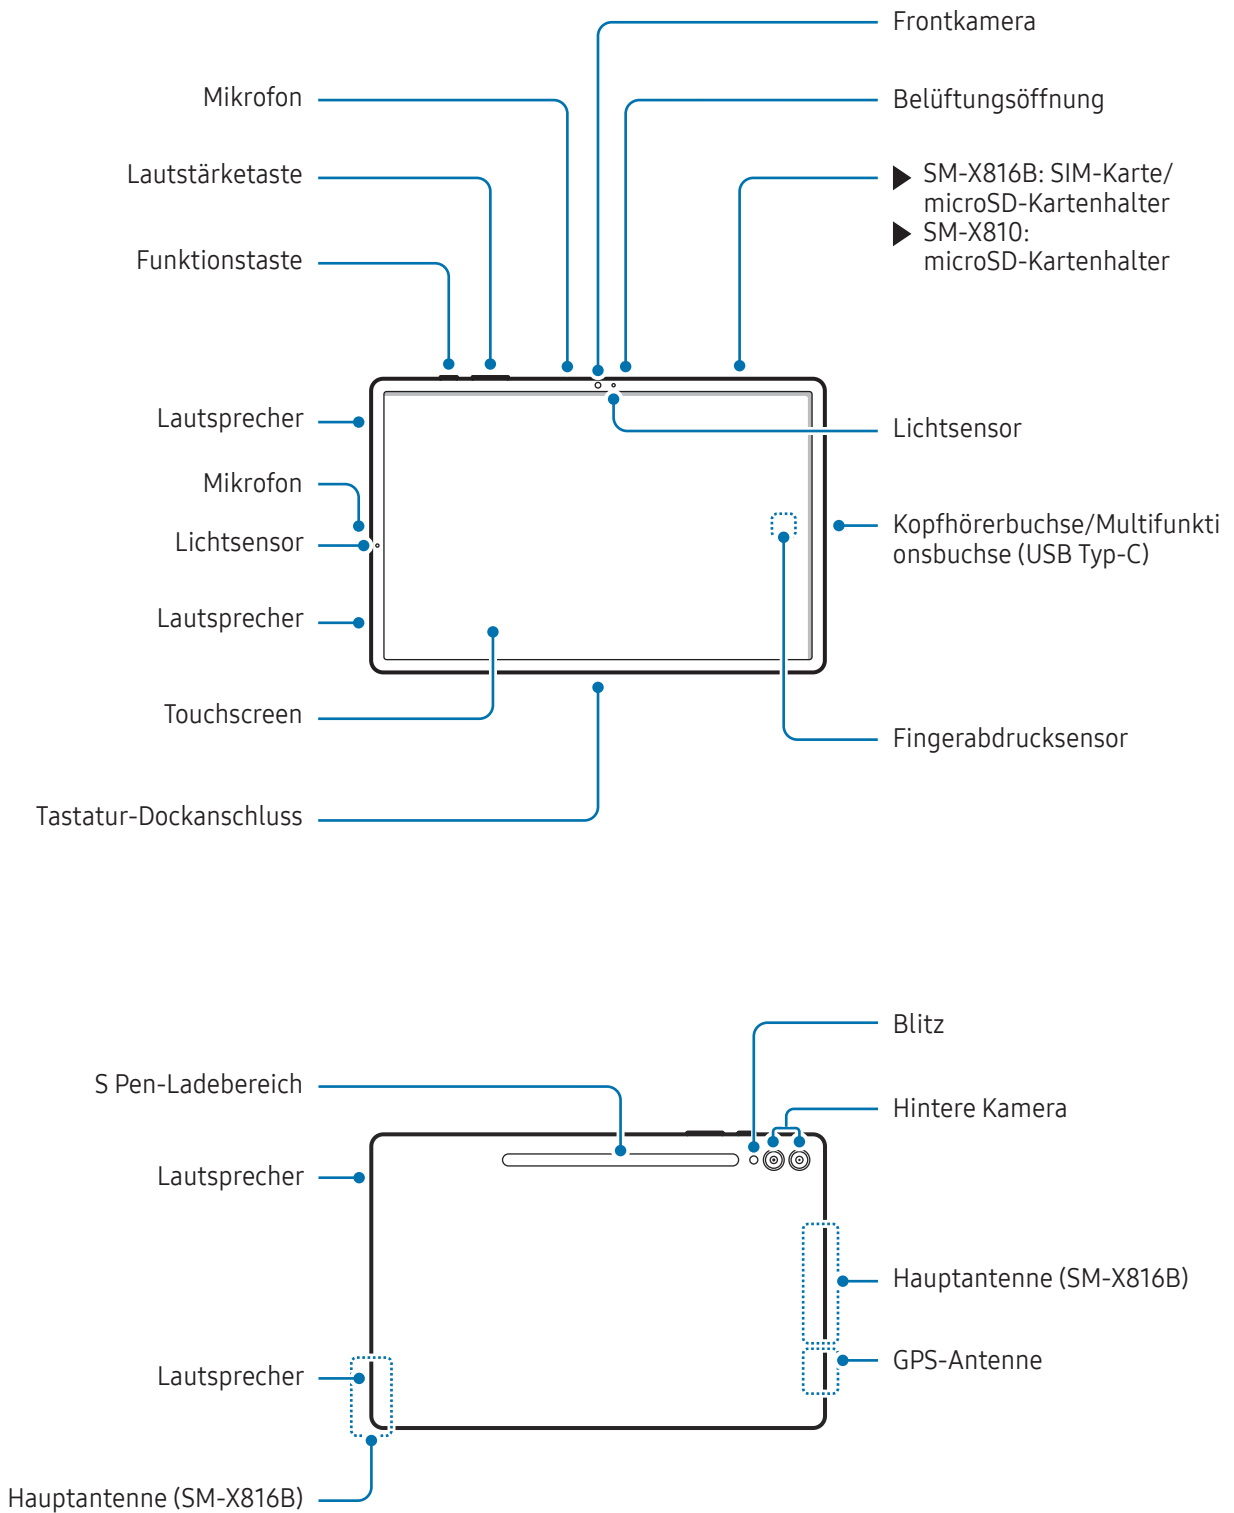 Frontkamera
Mikrofon
Belüftungsöffnung
Lautstärketaste
SM-X816B: SIM-Karte/
microSD-Kartenhalter
SM-X810:
microSD-Kartenhalter
Funktionstaste
Lautsprecher
Lichtsensor
Mikrofon
Kopfhörerbuchse/Multifunkti
onsbuchse (USB Typ-C)
Lichtsensor
Lautsprecher
Touchscreen
Fingerabdrucksensor
Tastatur-Dockanschluss
Blitz
S Pen-Ladebereich
Hintere Kamera
Lautsprecher
Hauptantenne (SM-X816B)
GPS-Antenne
Lautsprecher
Hauptantenne (SM-X816B)